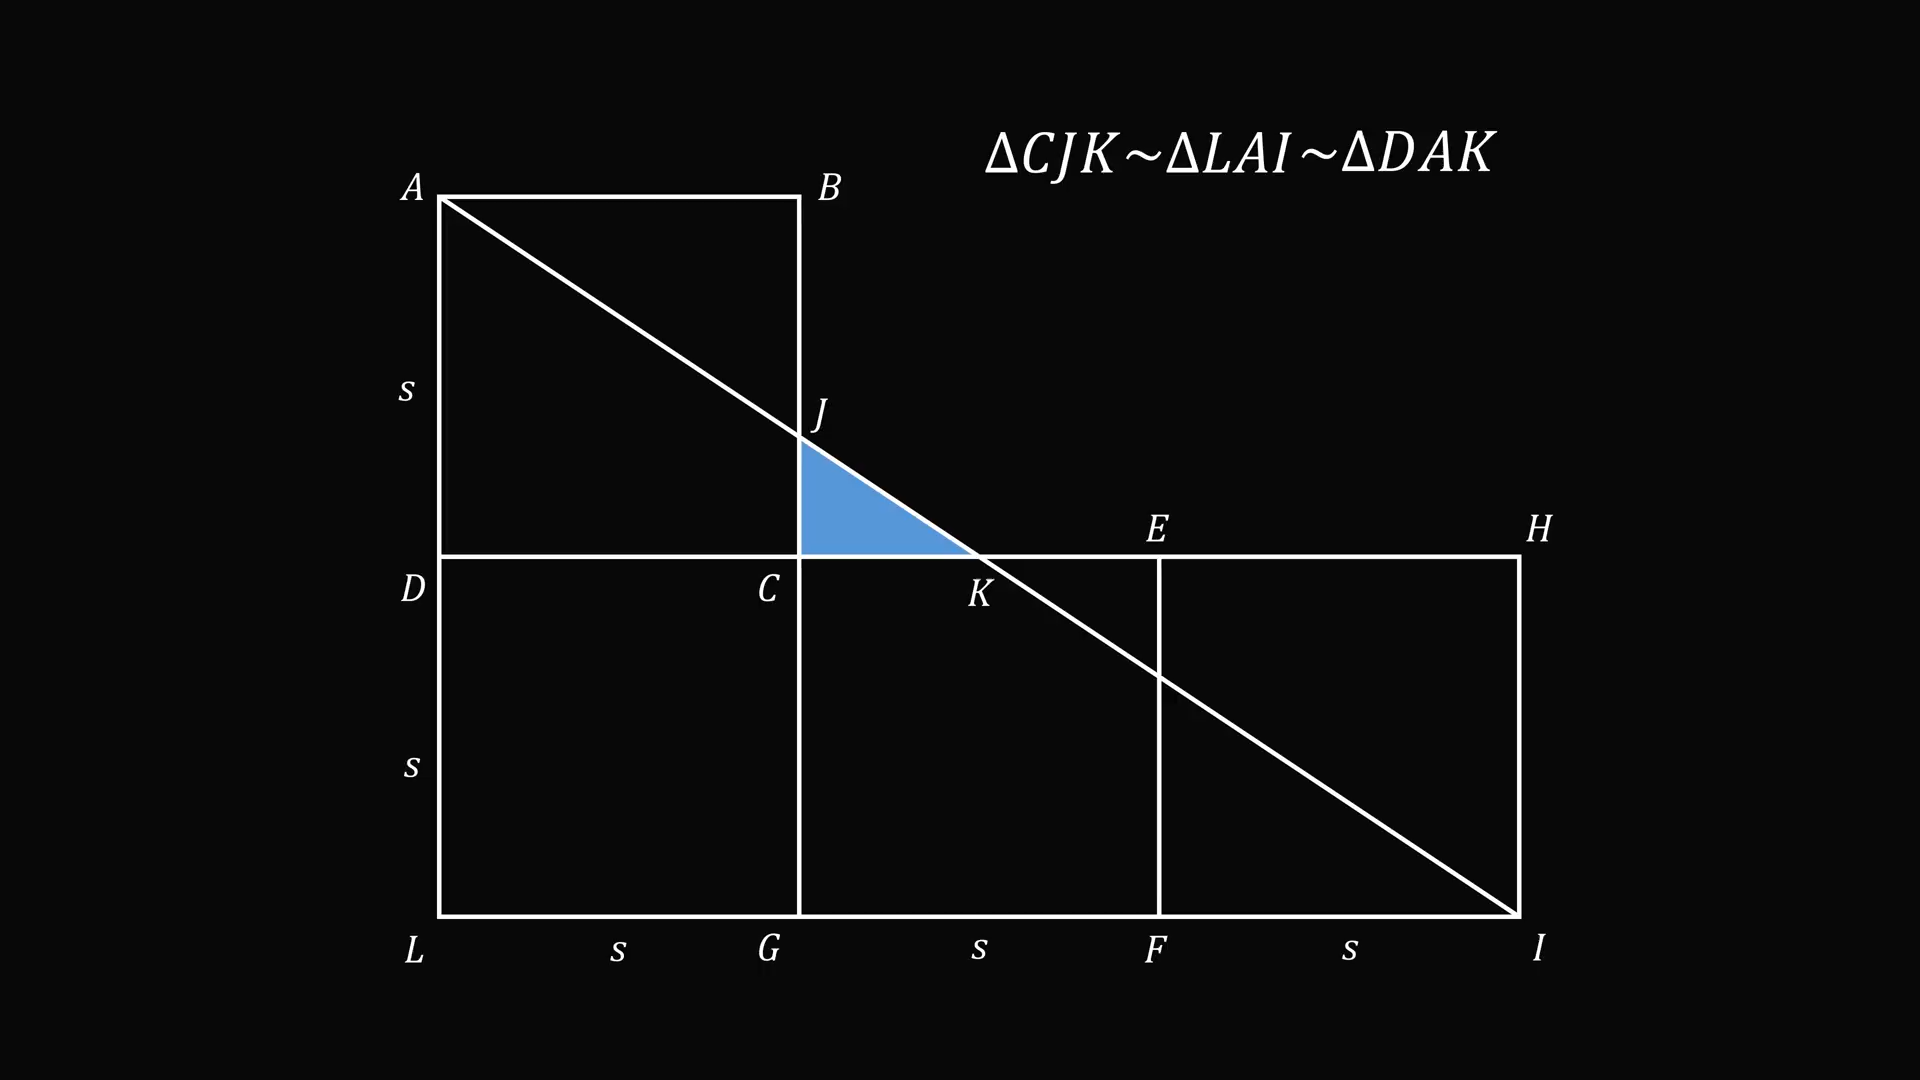 ΔCJK~ΔLAI~ΔDAK
A B
s
J
E H
D C K
s
L s G s F s I